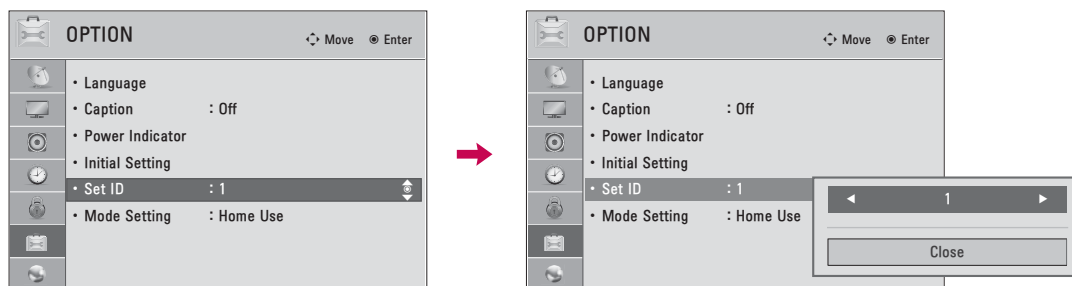 OPTION
Move Enter
• Language
• Caption : Off
• Power Indicator
• Initial Setting
• Set ID : 1
• Mode Setting : Home Use
OPTION
Move Enter
• Language
• Caption : Off
• Power Indicator
• Initial Setting
• Set ID : 1
• Mode Setting : Home Use
◀ 1 ▶
Close